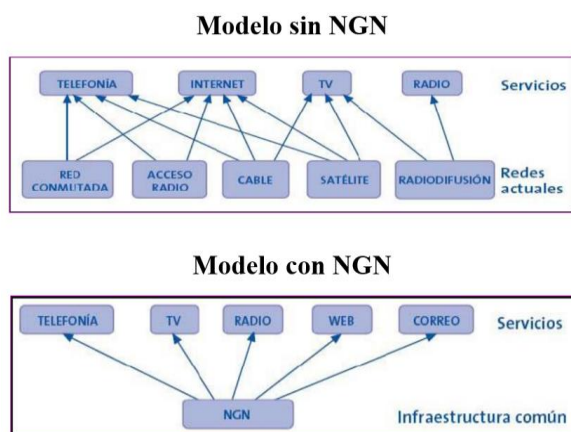 Modelo sin NGN
TELEFONÍA INTERNET TV RADIO Servicios
RED CONMUTADA
ACCESO RADIO
CABLE
SATÉLITE
RADIODIFUSIÓN
Redes actuales
Modelo con NGN
TELEFONÍA TV RADIO WEB CORREO Servicios
NGN Infraestructura común